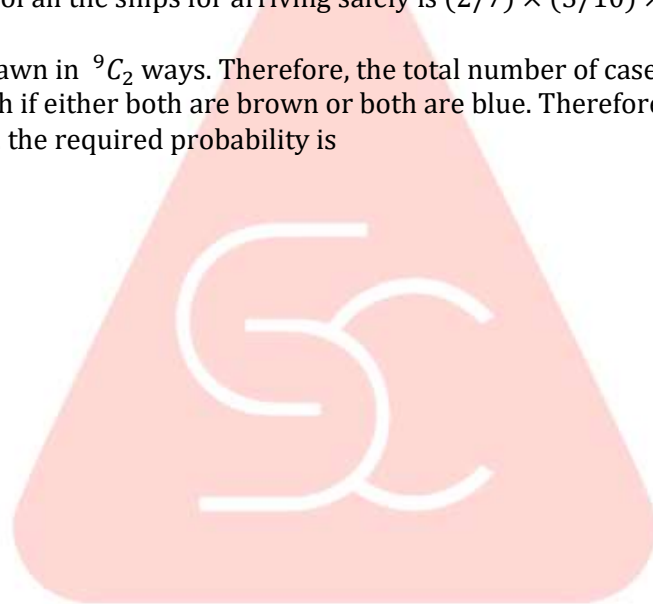 of all the ships for arriving safely is (2/7) × (3/10) ×
awn in ⁹C₂ ways. Therefore, the total number of case
h if either both are brown or both are blue. Therefore
the required probability is
SC